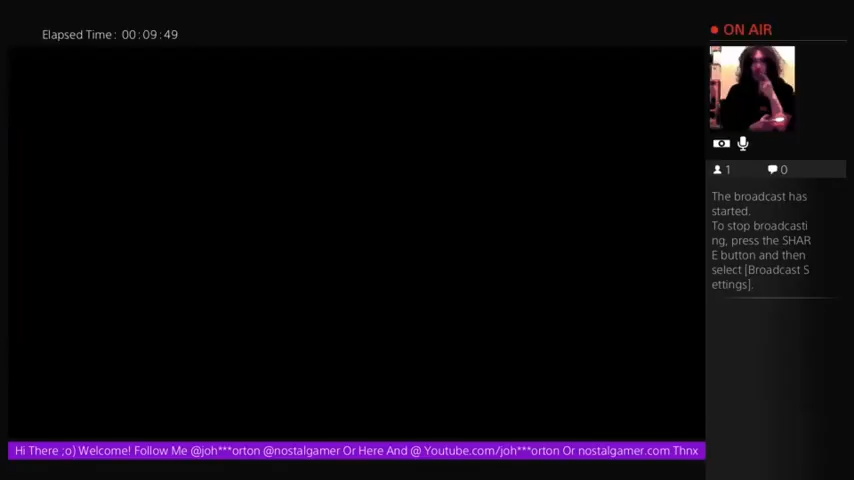 Elapsed Time: 00:09:49
ON AIR
1 0
The broadcast has
started.
To stop broadcasti
ng, press the SHAR
E button and then
select [Broadcast S
ettings].
Hi There ;o) Welcome! Follow Me @joh***orton @nostalgamer Or Here And @ Youtube.com/joh***orton Or nostalgamer.com Thnx